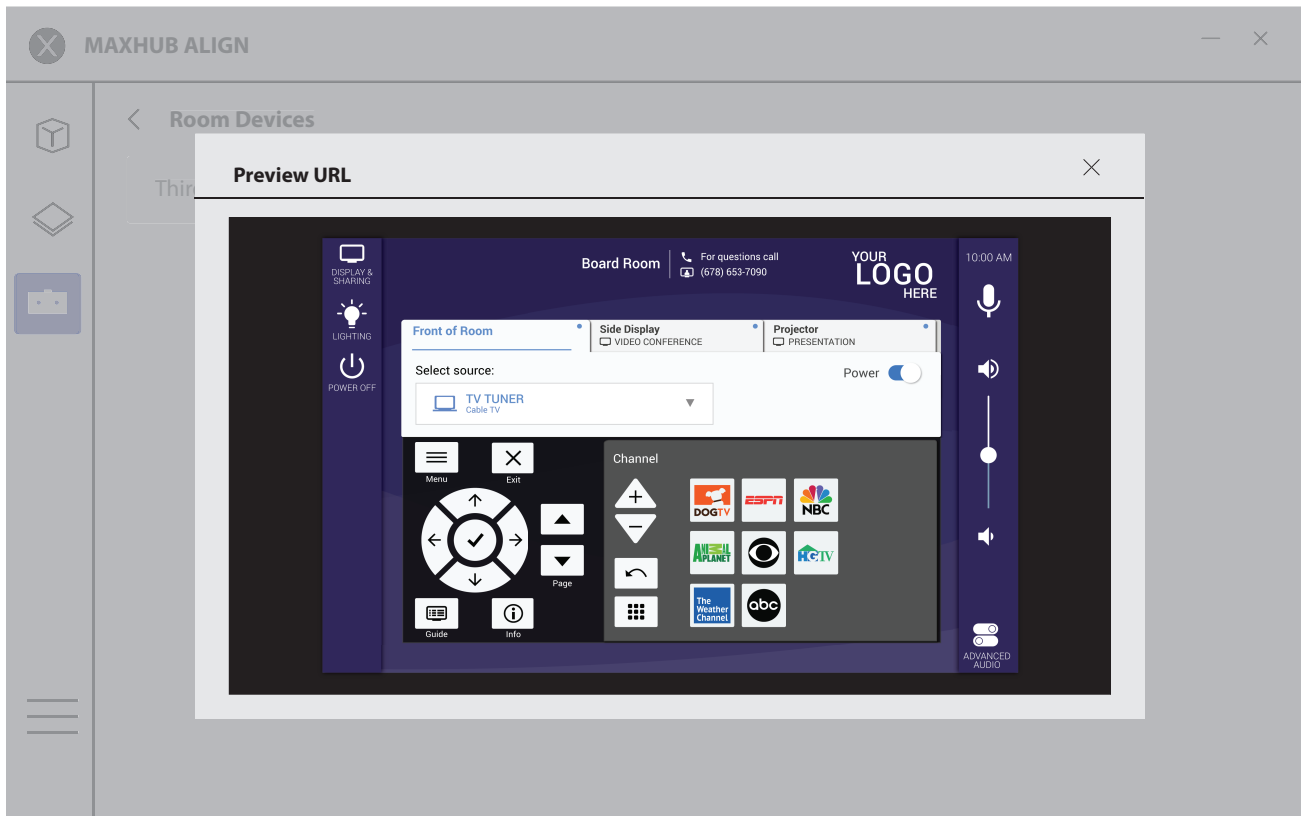 MAXHUB ALIGN
Room Devices
Thir
Preview URL
DISPLAY &
SHARING
LIGHTING
POWER OFF
Board Room
For questions call
(678) 653-7090
YOUR
LOGO
HERE
10:00 AM
Front of Room
Side Display
VIDEO CONFERENCE
Projector
PRESENTATION
Select source:
Power
TV TUNER
Cable TV
Menu
Exit
Page
Guide
Info
Channel
DOGTV
ESPN
NBC
ANIMAL
PLANET
HGTV
The
Weather
Channel
abc
ADVANCED
AUDIO